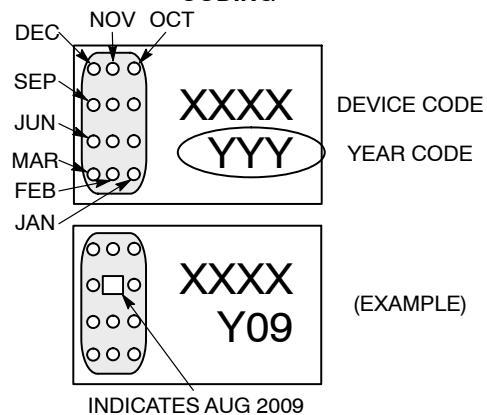 NOV OCT
DEC
SEP
JUN
MAR
FEB
JAN
XXXX
DEVICE CODE
YYY
YEAR CODE
XXXX
Y09
(EXAMPLE)
INDICATES AUG 2009